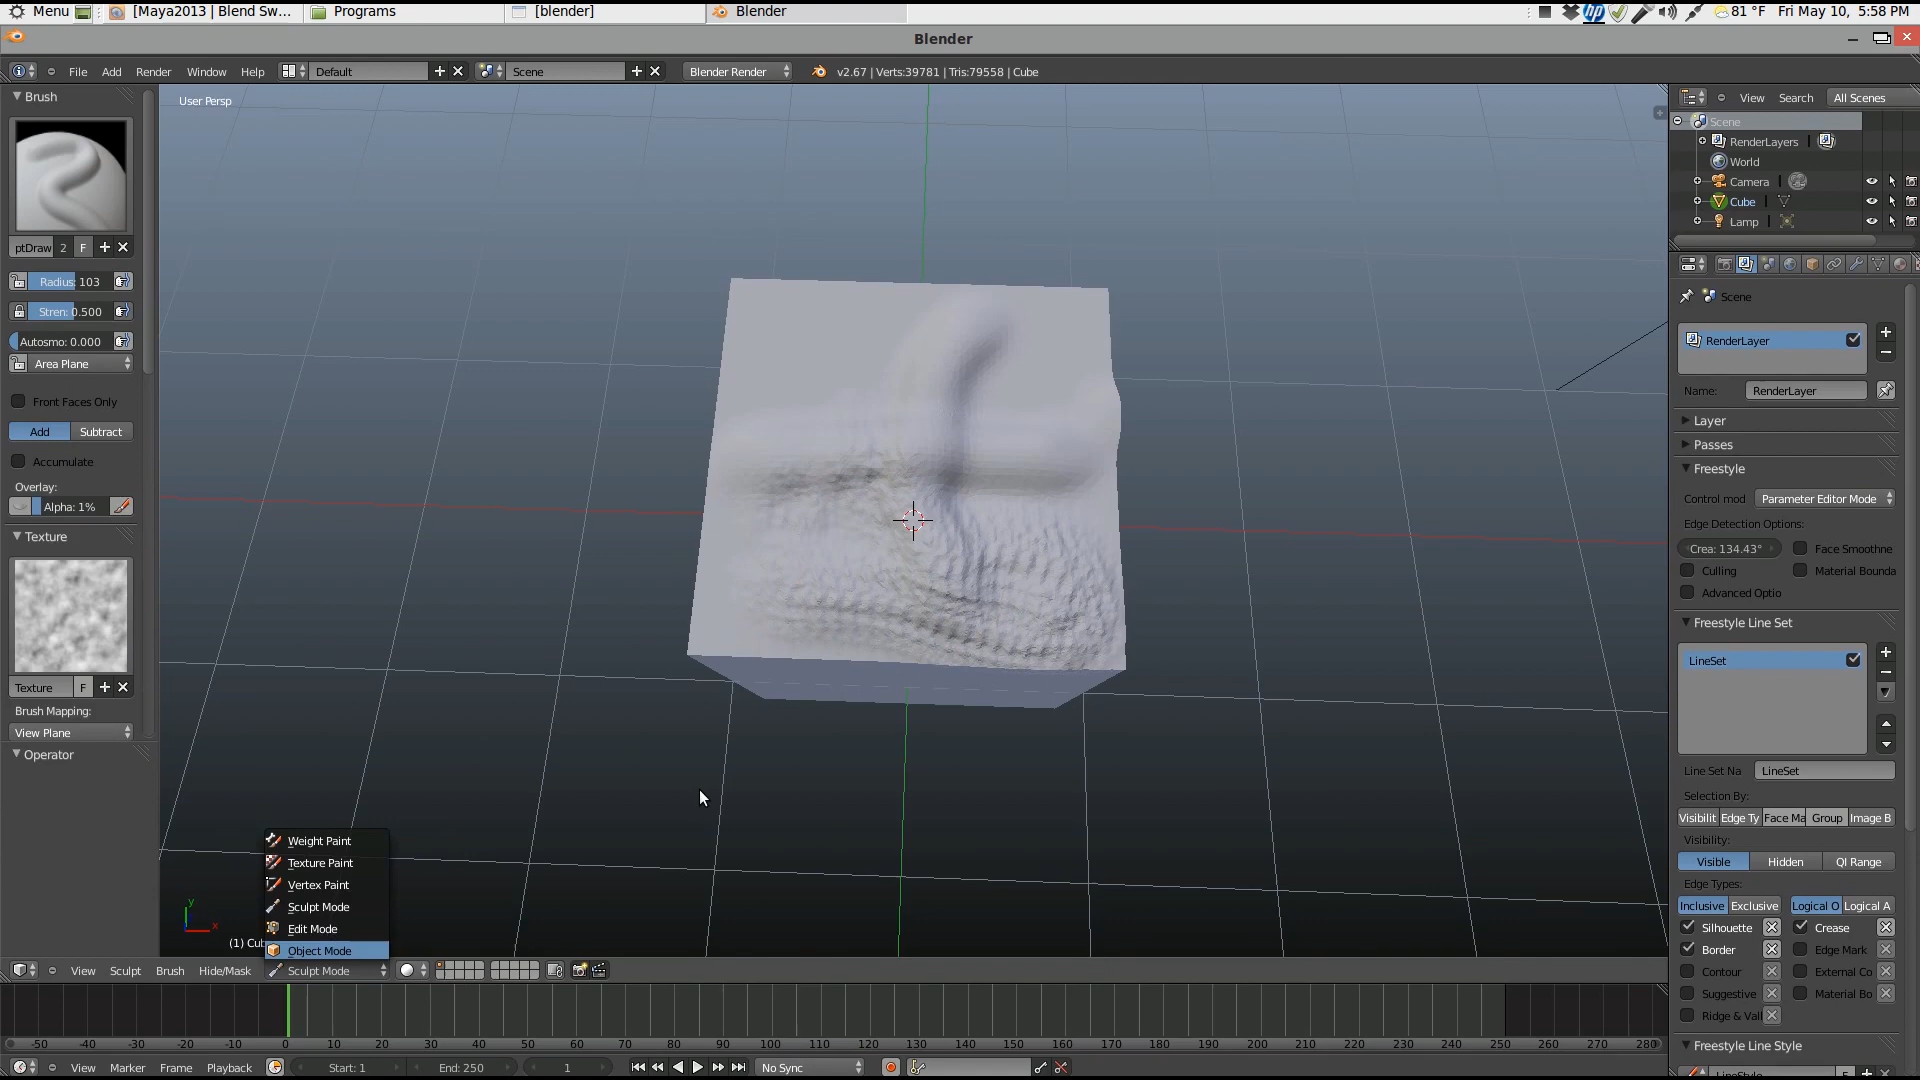 Menu [Maya2013 | Blend Sw... Programs [blender] Blender 81 °F Fri May 10, 5:58 PM
Blender
File Add Render Window Help Default Scene Blender Render v2.67 | Verts:39781 | Tris:79558 | Cube
Brush
ptDraw 2 F
Radius: 103
Stren: 0.500
Autosmo: 0.000
Area Plane
Front Faces Only
Add Subtract
Accumulate
Overlay:
Alpha: 1%
Texture
Texture F
Brush Mapping:
View Plane
Operator
User Persp
y
x
(1) Cub
Weight Paint
Texture Paint
Vertex Paint
Sculpt Mode
Edit Mode
Object Mode
View Sculpt Brush Hide/Mask Sculpt Mode
-50 -40 -30 -20 -10 0 10 20 30 40 50 60 70 80 90 100 110 120 130 140 150 160 170 180 190 200 210 220 230 240 250 260 270 280
View Marker Frame Playback Start: 1 End: 250 1 No Sync
View Search All Scenes
Scene
RenderLayers
World
Camera
Cube
Lamp
Scene
RenderLayer
Name: RenderLayer
Layer
Passes
Freestyle
Control mod Parameter Editor Mode
Edge Detection Options:
Crea: 134.43° Face Smoothne
Culling Material Bounda
Advanced Optio
Freestyle Line Set
LineSet
Line Set Na LineSet
Selection By:
Visibilit Edge Ty Face Ma Group Image B
Visibility:
Visible Hidden QI Range
Edge Types:
Inclusive Exclusive Logical O Logical A
Silhouette Crease
Border Edge Mark
Contour External Co
Suggestive Material Bo
Ridge & Vall
Freestyle Line Style
LineStyle F